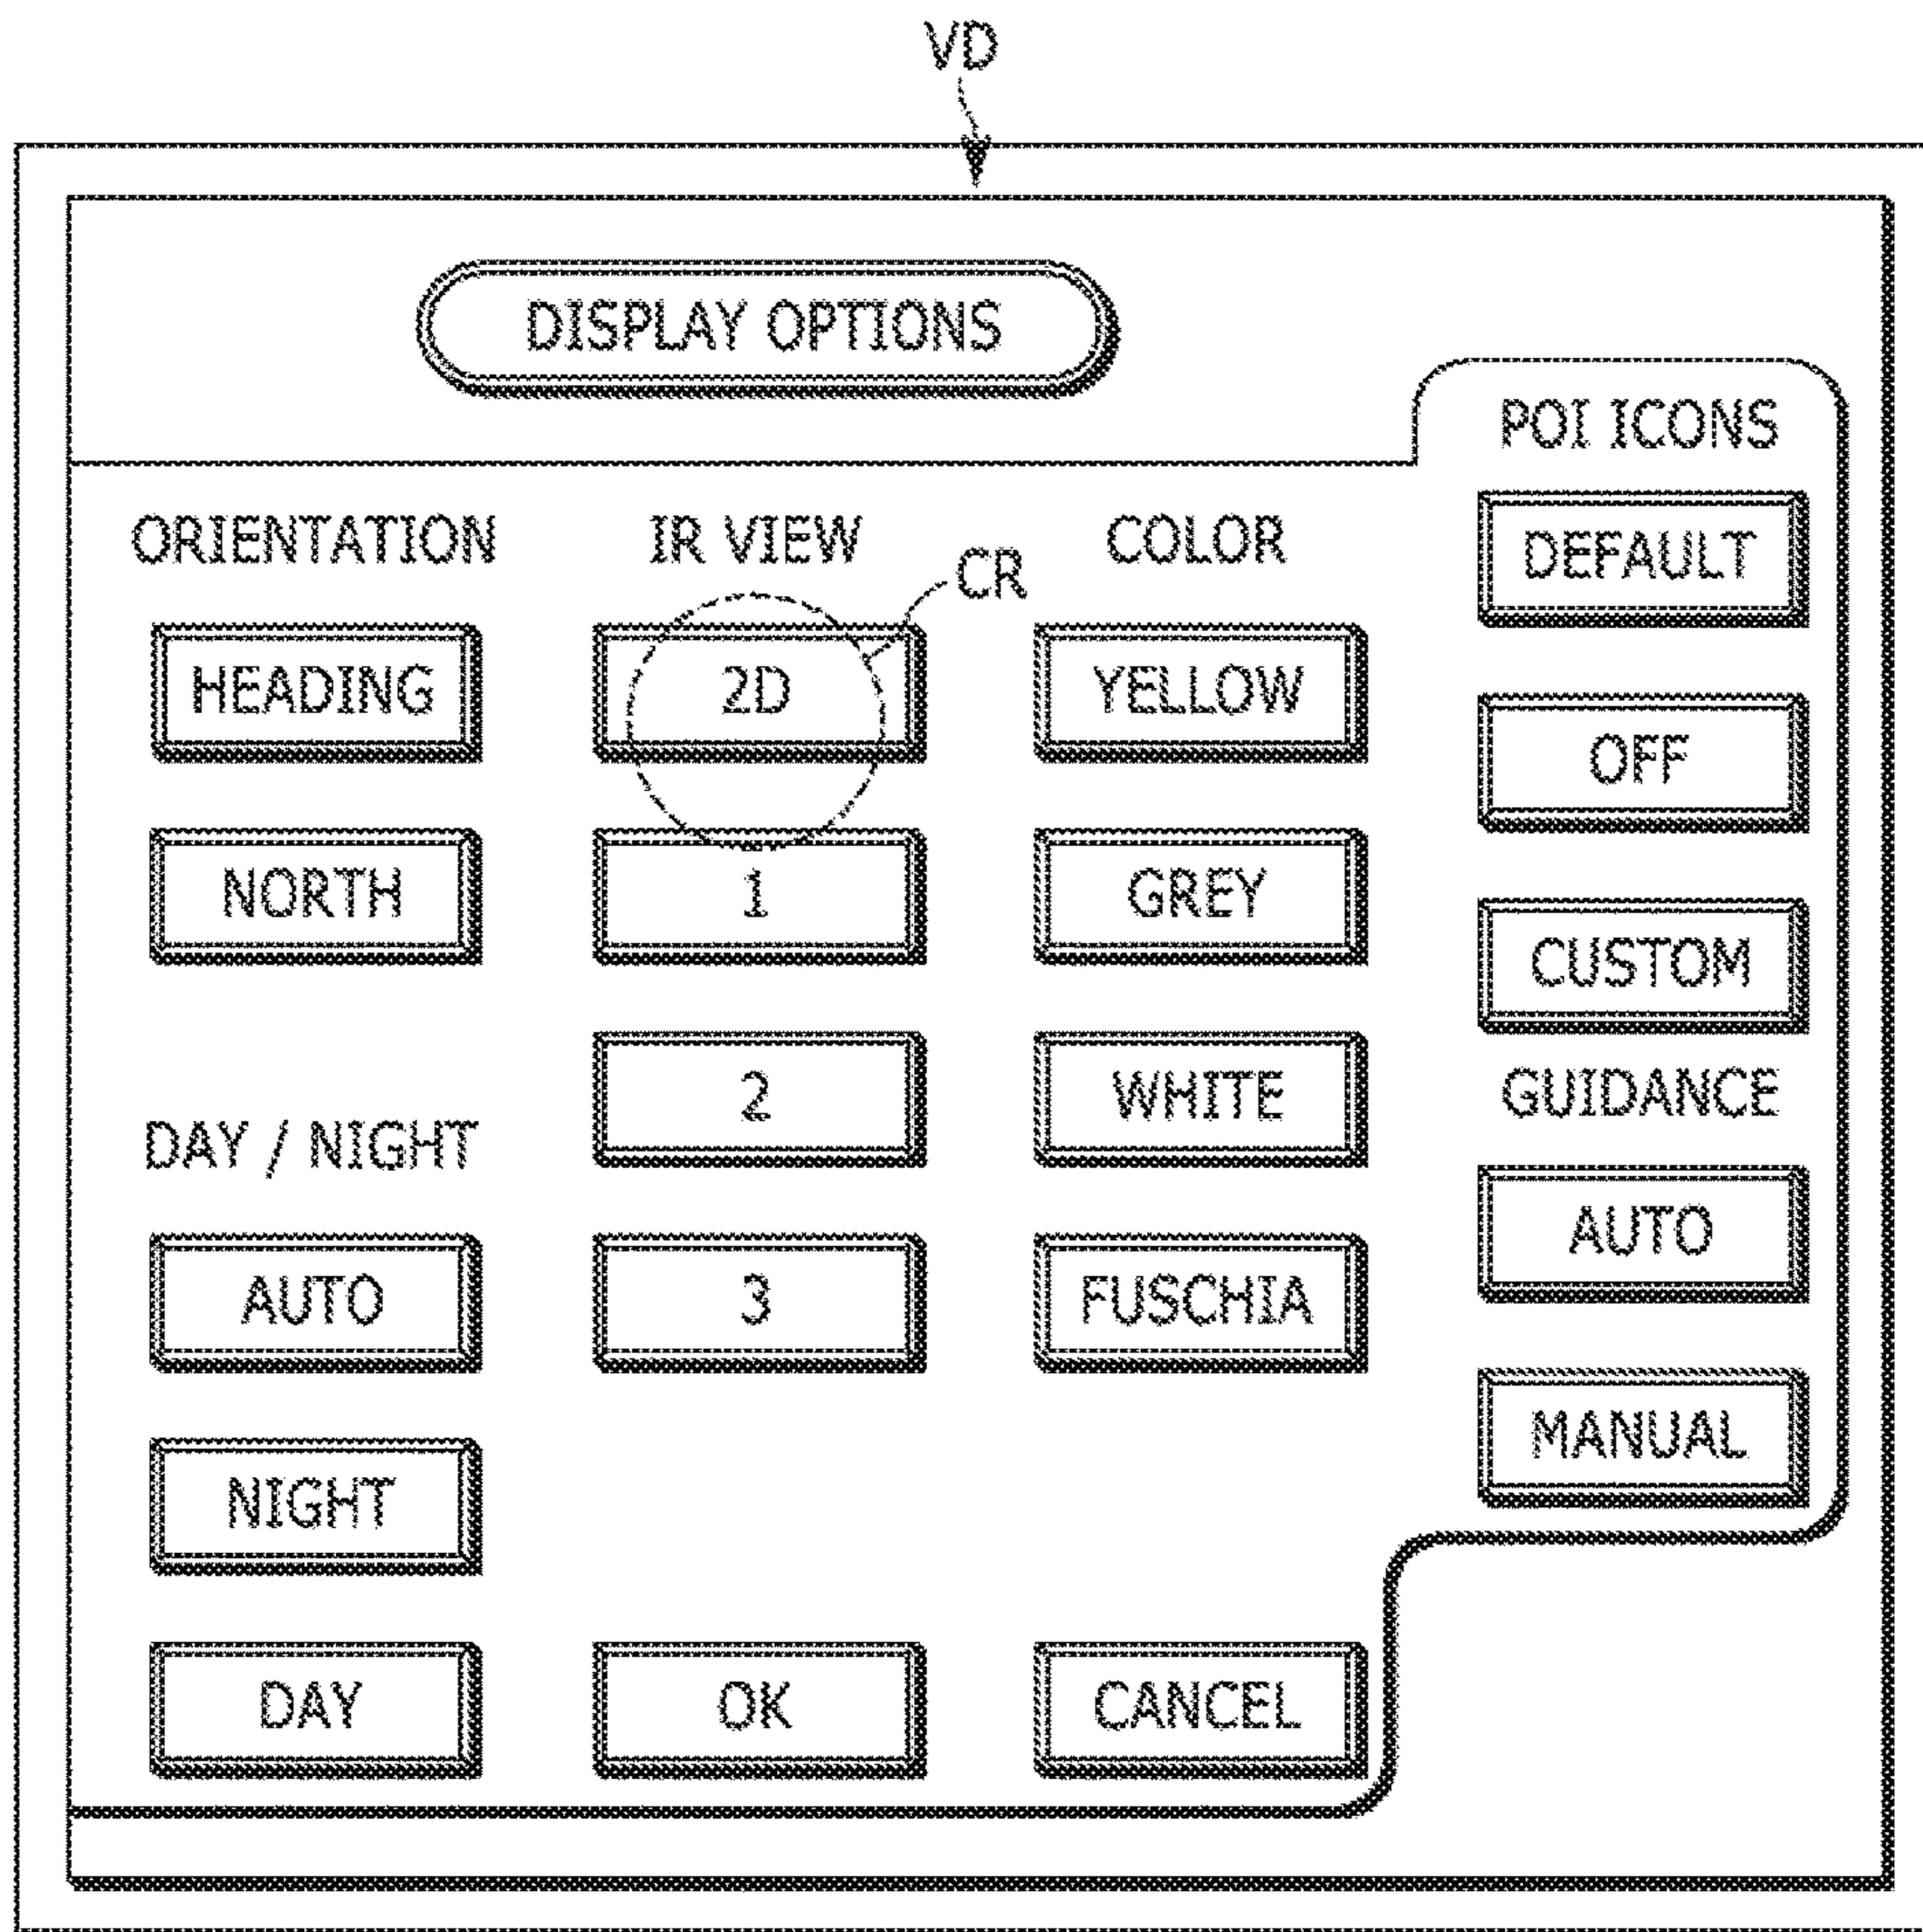 VD
DISPLAY OPTIONS
POI ICONS
ORIENTATION
IR VIEW
COLOR
CR
DEFAULT
HEADING
2D
YELLOW
OFF
NORTH
1
GREY
CUSTOM
2
WHITE
GUIDANCE
DAY / NIGHT
AUTO
AUTO
3
FUSCHIA
MANUAL
NIGHT
DAY
OK
CANCEL